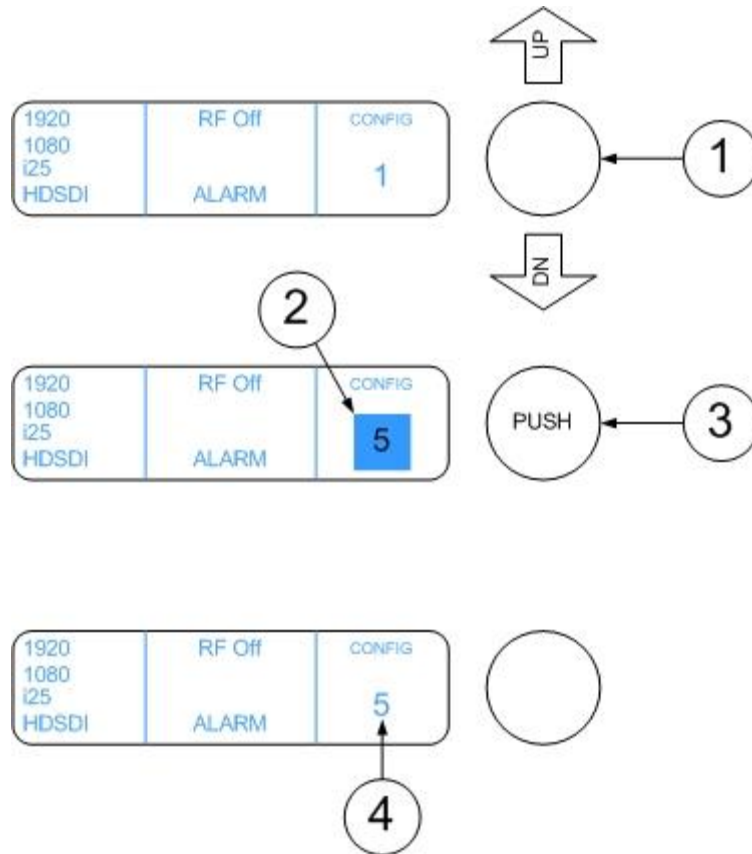 UP
1920
1080
i25
HDSDI
RF Off
ALARM
CONFIG
1
1
DN
2
1920
1080
i25
HDSDI
RF Off
ALARM
CONFIG
5
PUSH
3
1920
1080
i25
HDSDI
RF Off
ALARM
CONFIG
5
4